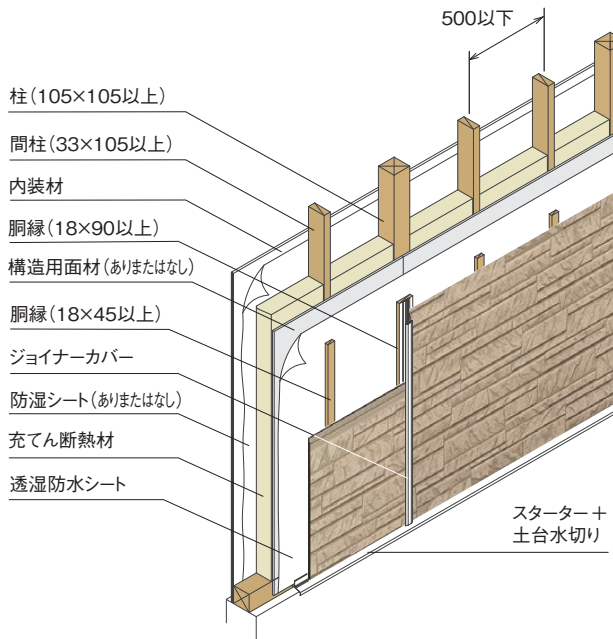 500以下
柱(105×105以上)
間柱(33×105以上)
内装材
胴縁(18×90以上)
構造用面材(ありまたはなし)
胴縁(18×45以上)
ジョイナーカバー
防湿シート(ありまたはなし)
充てん断熱材
透湿防水シート
スターター+
土台水切り